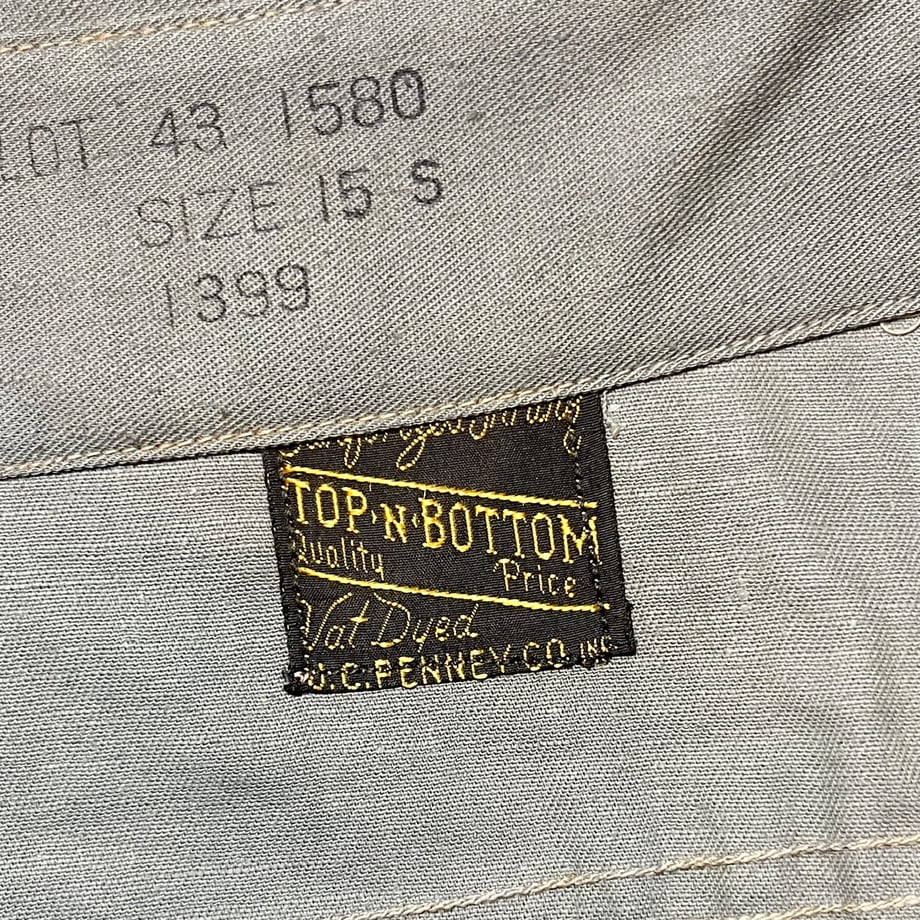 LOT 43 1580
SIZE 15 S
1399
TOP·N·BOTTOM
Quality
Price
Vat Dyed
J.C.PENNEY CO. INC